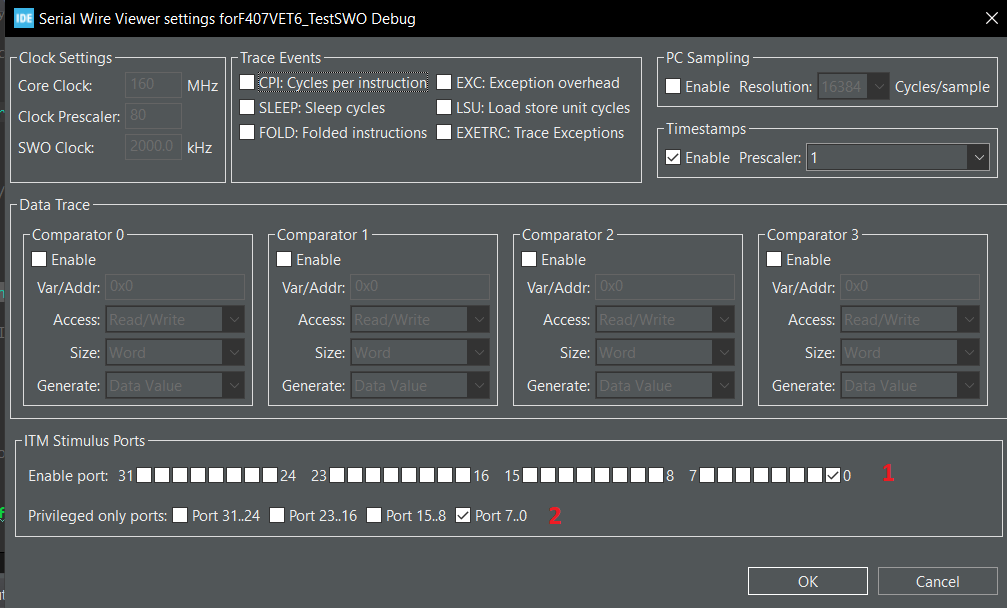 IDE Serial Wire Viewer settings forF407VET6_TestSWO Debug
Clock Settings
Core Clock: 160 MHz
Clock Prescaler: 80
SWO Clock: 2000.0 kHz
Trace Events
CPI: Cycles per instruction EXC: Exception overhead
SLEEP: Sleep cycles LSU: Load store unit cycles
FOLD: Folded instructions EXETRC: Trace Exceptions
PC Sampling
Enable Resolution: 16384 Cycles/sample
Timestamps
Enable Prescaler: 1
Data Trace
Comparator 0
Enable
Var/Addr: 0x0
Access: Read/Write
Size: Word
Generate: Data Value
Comparator 1
Enable
Var/Addr: 0x0
Access: Read/Write
Size: Word
Generate: Data Value
Comparator 2
Enable
Var/Addr: 0x0
Access: Read/Write
Size: Word
Generate: Data Value
Comparator 3
Enable
Var/Addr: 0x0
Access: Read/Write
Size: Word
Generate: Data Value
ITM Stimulus Ports
Enable port: 31 24 23 16 15 8 7 0 1
Privileged only ports: Port 31..24 Port 23..16 Port 15..8 Port 7..0 2
OK Cancel